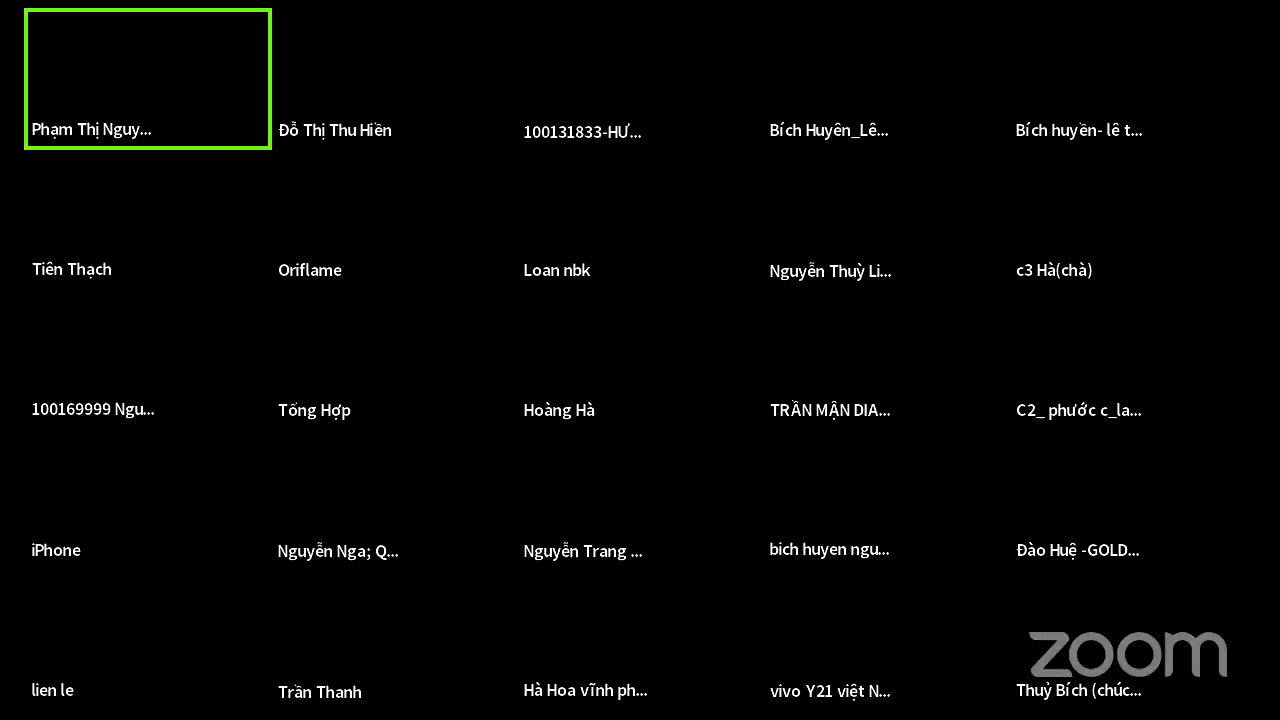 Phạm Thị Nguy...
Đỗ Thị Thu Hiền
100131833-HƯ...
Bích Huyên_Lê...
Bích huyền- lê t...
Tiên Thạch
Oriflame
Loan nbk
Nguyễn Thuỳ Li...
c3 Hà(chà)
100169999 Ngu...
Tống Hợp
Hoàng Hà
TRẦN MẬN DIA...
C2_ phước c_la...
iPhone
Nguyễn Nga; Q...
Nguyễn Trang ...
bich huyen ngu...
Đào Huệ -GOLD...
zoom
lien le
Trần Thanh
Hà Hoa vĩnh ph...
vivo Y21 việt N...
Thuỷ Bích (chúc...